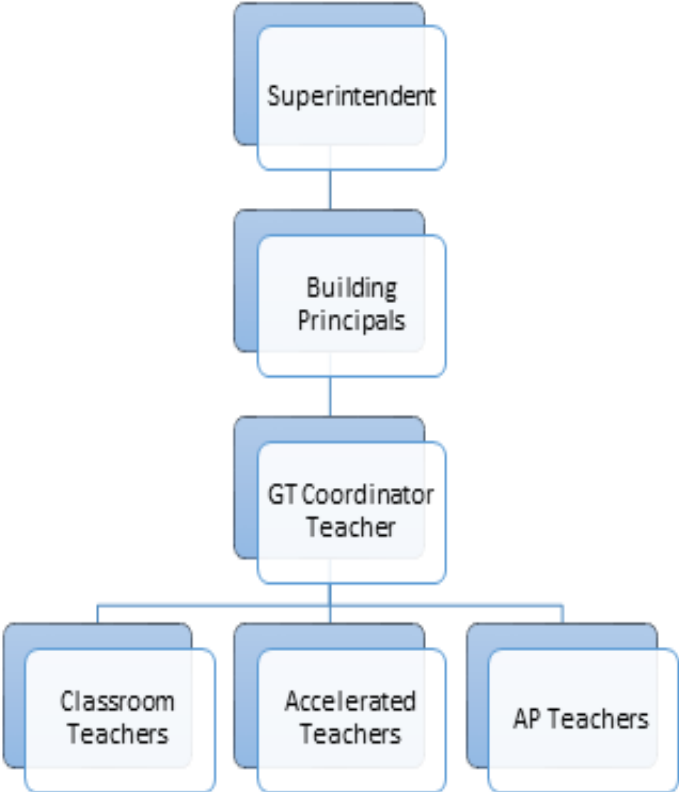 Superintendent
Building
Principals
GT Coordinator
Teacher
Classroom
Teachers
Accelerated
Teachers
AP Teachers